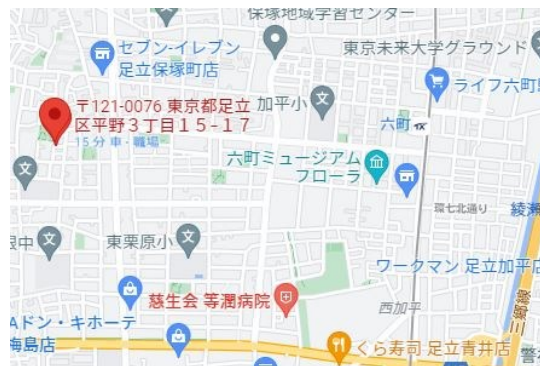 保塚地域学習センター
セブン-イレブン
足立保塚町店
東京未来大学グラウンド
〒121-0076 東京都足立
区平野3丁目15-17
15 分 車・職場
加平小
ライフ六町
六町
六町ミュージアム
フローラ
環七北通り
綾瀬
東栗原小
ワークマン 足立加平店
慈生会 等潤病院
西加平
三郷線
ドン・キホーテ
梅島店
くら寿司 足立青井店